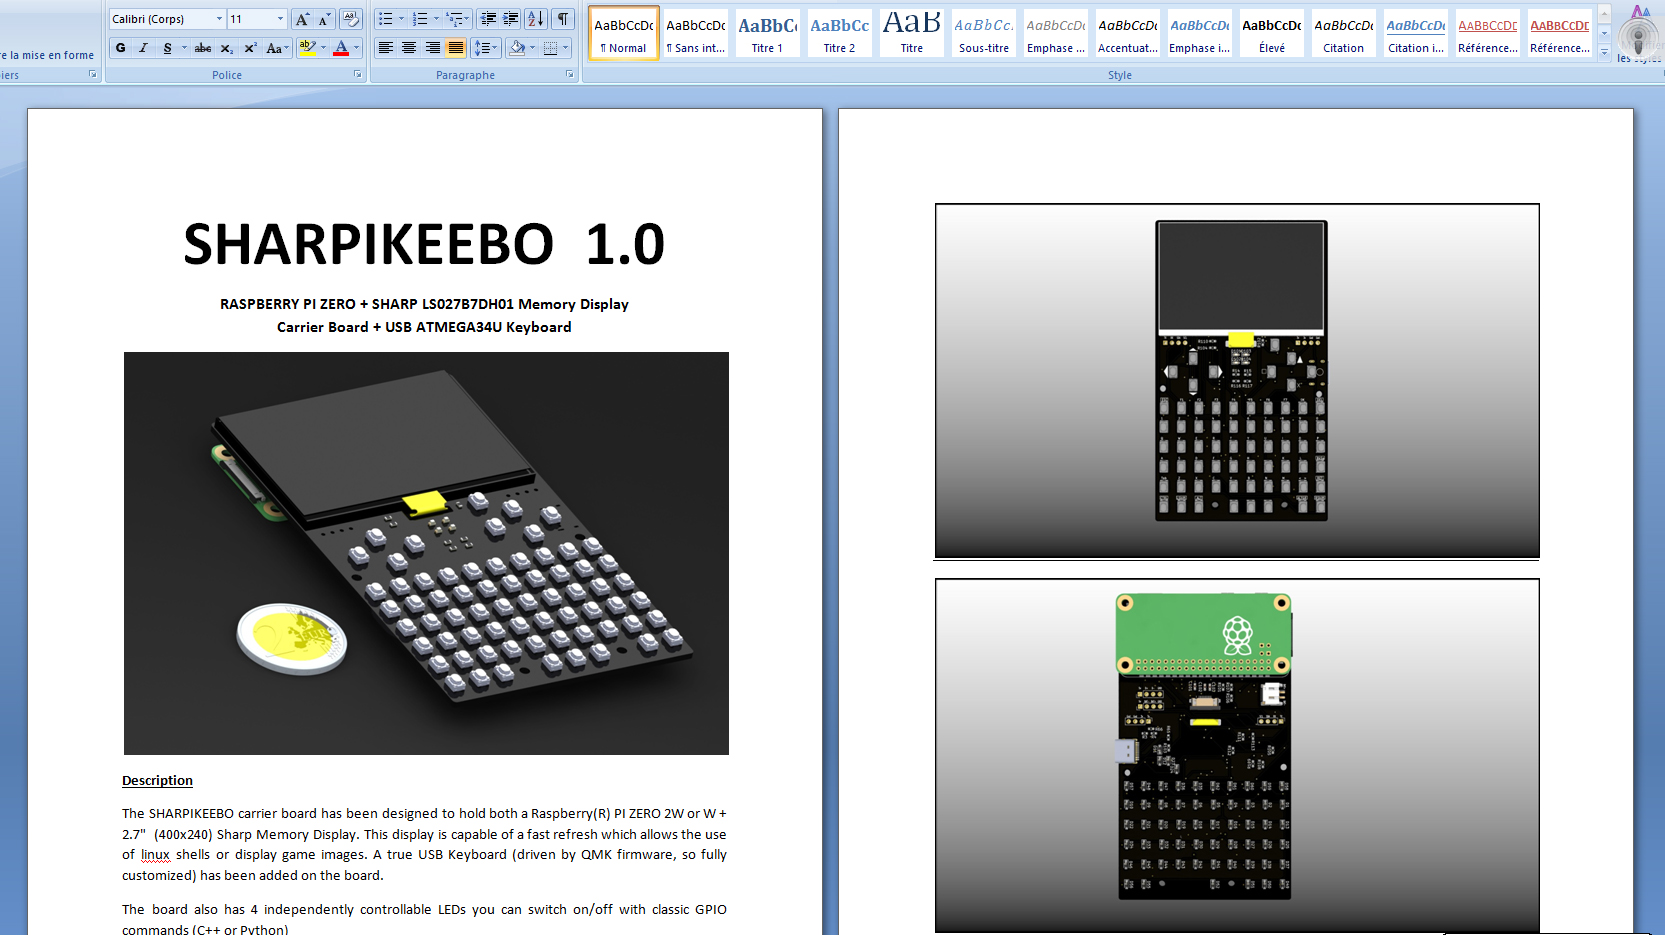 Calibri (Corps)
11
re la mise en forme
G I S abc x₂ x² Aa
iers
Police
Paragraphe
AaBbCcDc
¶ Normal
AaBbCcDc
¶ Sans int...
AaBbC
Titre 1
AaBbCc
Titre 2
AaB
Titre
AaBbCc.
Sous-titre
AaBbCcDc
Emphase ...
AaBbCcDc
Accentuat...
AaBbCcDc
Emphase i...
AaBbCcDc
Élevé
AaBbCcDc
Citation
AaBbCcDc
Citation i...
AABBCCDE
Référence...
AABBCCDE
Référence...
les styles
Style
SHARPIKEEBO 1.0
RASPBERRY PI ZERO + SHARP LS027B7DH01 Memory Display
Carrier Board + USB ATMEGA34U Keyboard
Description
The SHARPIKEEBO carrier board has been designed to hold both a Raspberry(R) PI ZERO 2W or W +
2.7" (400x240) Sharp Memory Display. This display is capable of a fast refresh which allows the use
of linux shells or display game images. A true USB Keyboard (driven by QMK firmware, so fully
customized) has been added on the board.
The board also has 4 independently controllable LEDs you can switch on/off with classic GPIO
commands (C++ or Python)